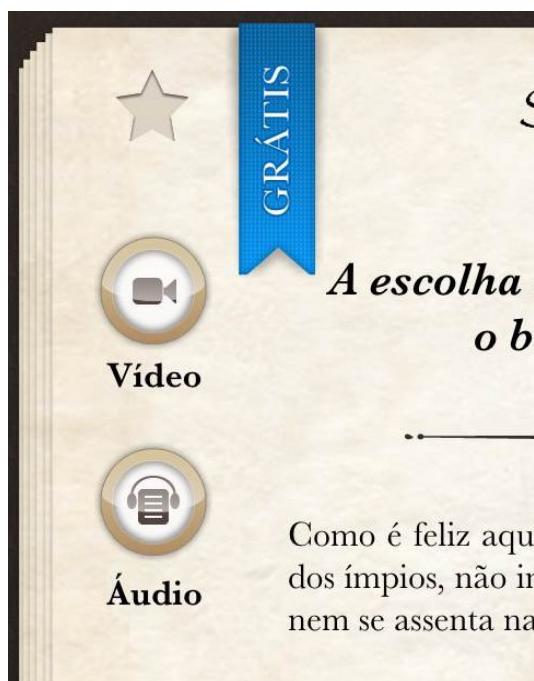 GRÁTIS
A escolha
o b
Vídeo
Como é feliz aqu
dos ímpios, não in
nem se assenta na
Áudio